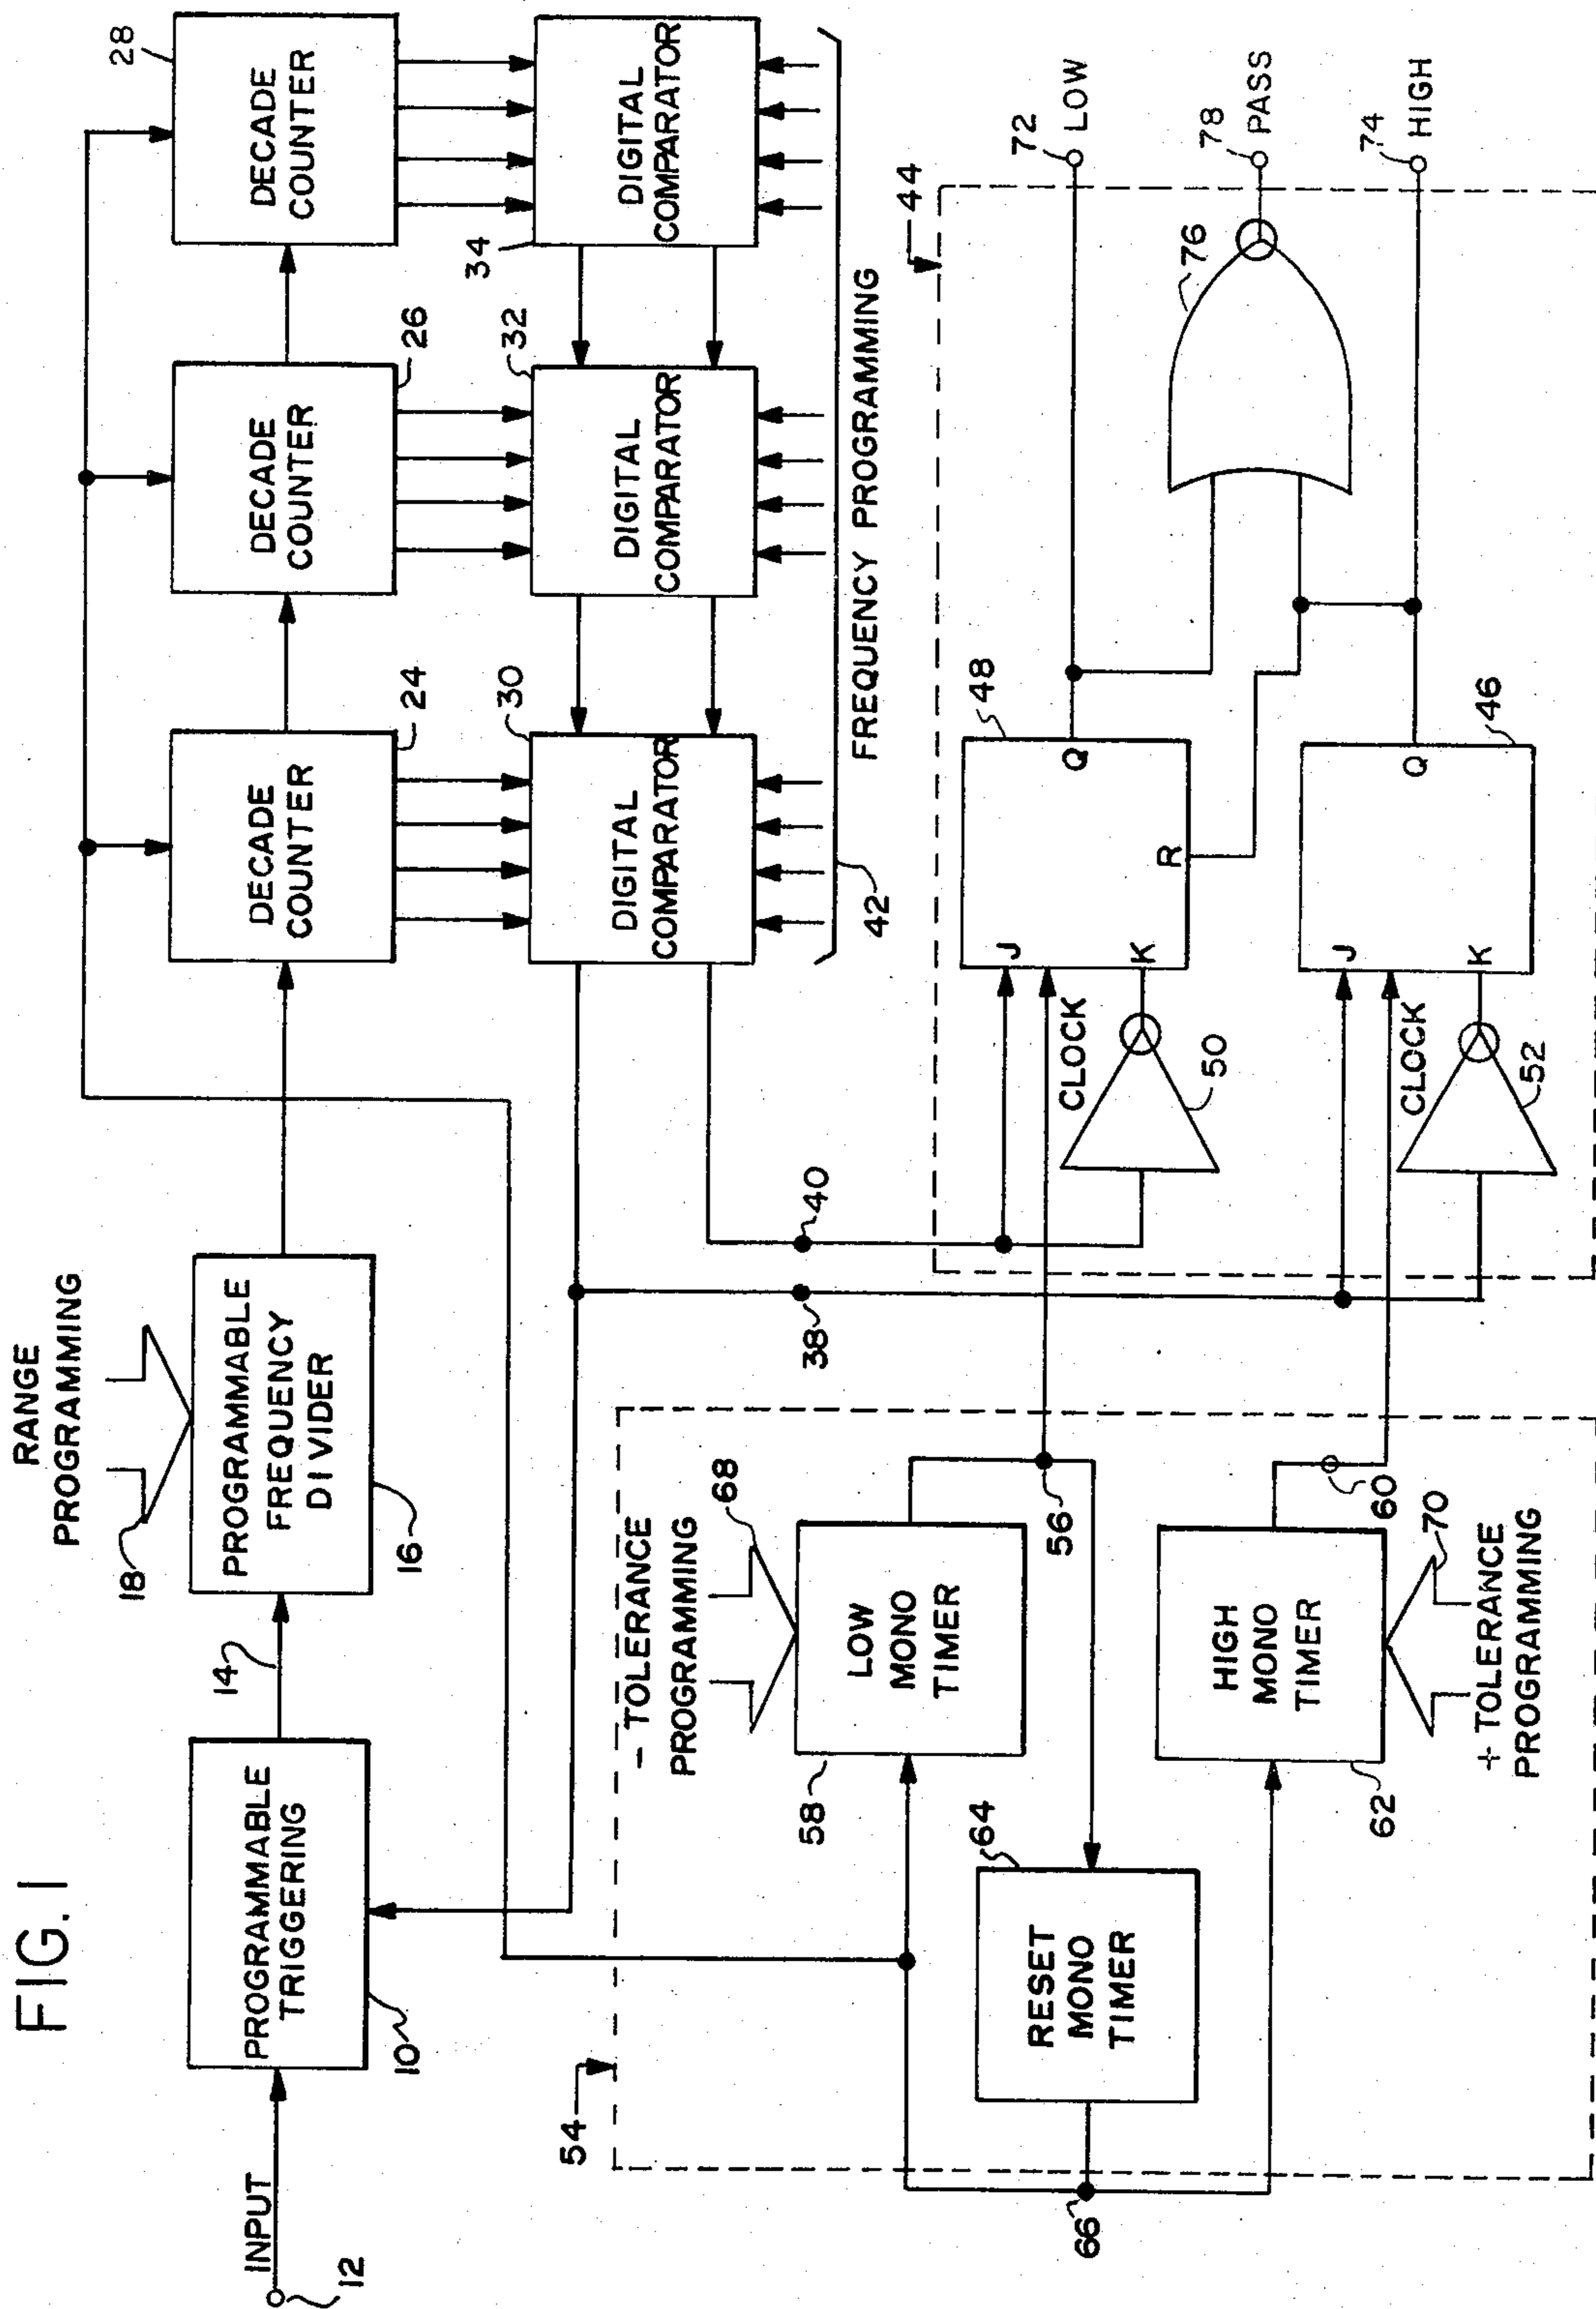 FIG. 1
RANGE
PROGRAMMING
18
INPUT
12
PROGRAMMABLE
TRIGGERING
10
14
PROGRAMMABLE
FREQUENCY
DIVIDER
16
DECADE
COUNTER
24
DECADE
COUNTER
26
DECADE
COUNTER
28
DIGITAL
COMPARATOR
30
DIGITAL
COMPARATOR
32
DIGITAL
COMPARATOR
34
42
FREQUENCY PROGRAMMING
38
40
54
- TOLERANCE
PROGRAMMING
68
LOW
MONO
TIMER
58
56
RESET
MONO
TIMER
64
66
HIGH
MONO
TIMER
62
60
70
+ TOLERANCE
PROGRAMMING
44
J
CLOCK
K
Q
R
48
50
J
CLOCK
K
Q
46
52
76
72
LOW
78
PASS
74
HIGH